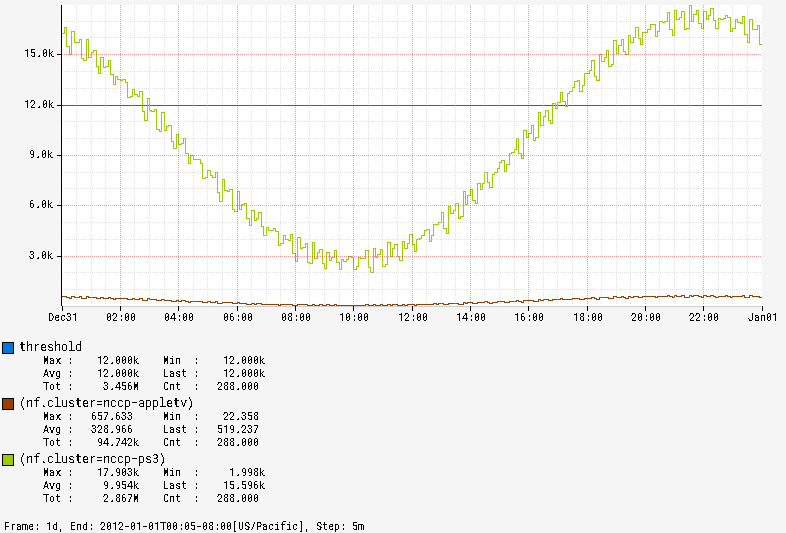 15.0k
12.0k
9.0k
6.0k
3.0k
Dec31 02:00 04:00 06:00 08:00 10:00 12:00 14:00 16:00 18:00 20:00 22:00 Jan01
threshold
Max : 12.000k Min : 12.000k
Avg : 12.000k Last : 12.000k
Tot : 3.456M Cnt : 288.000
(nf.cluster=nccp-appletv)
Max : 657.633 Min : 22.358
Avg : 328.966 Last : 519.237
Tot : 94.742k Cnt : 288.000
(nf.cluster=nccp-ps3)
Max : 17.903k Min : 1.998k
Avg : 9.954k Last : 15.596k
Tot : 2.867M Cnt : 288.000
Frame: 1d, End: 2012-01-01T00:05-08:00[US/Pacific], Step: 5m